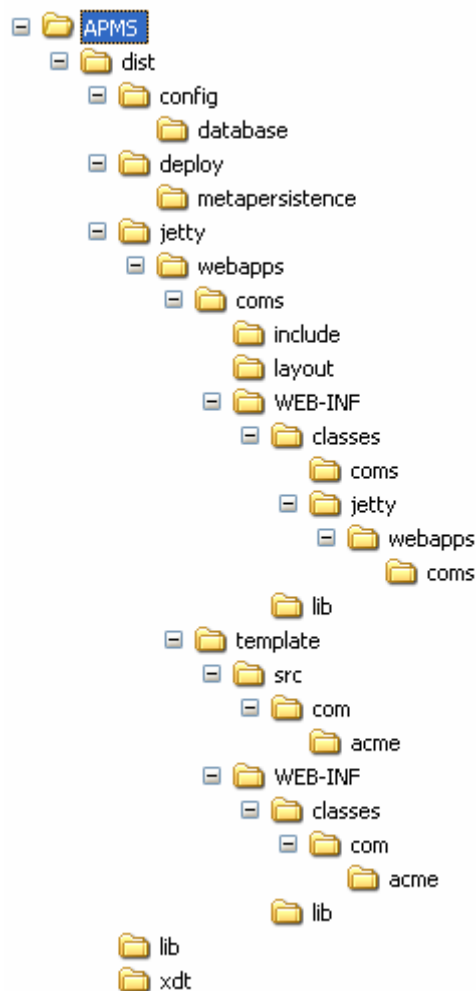 APMS
dist
config
database
deploy
metapersistence
jetty
webapps
coms
include
layout
WEB-INF
classes
coms
jetty
webapps
coms
lib
template
src
com
acme
WEB-INF
classes
com
acme
lib
lib
xdt